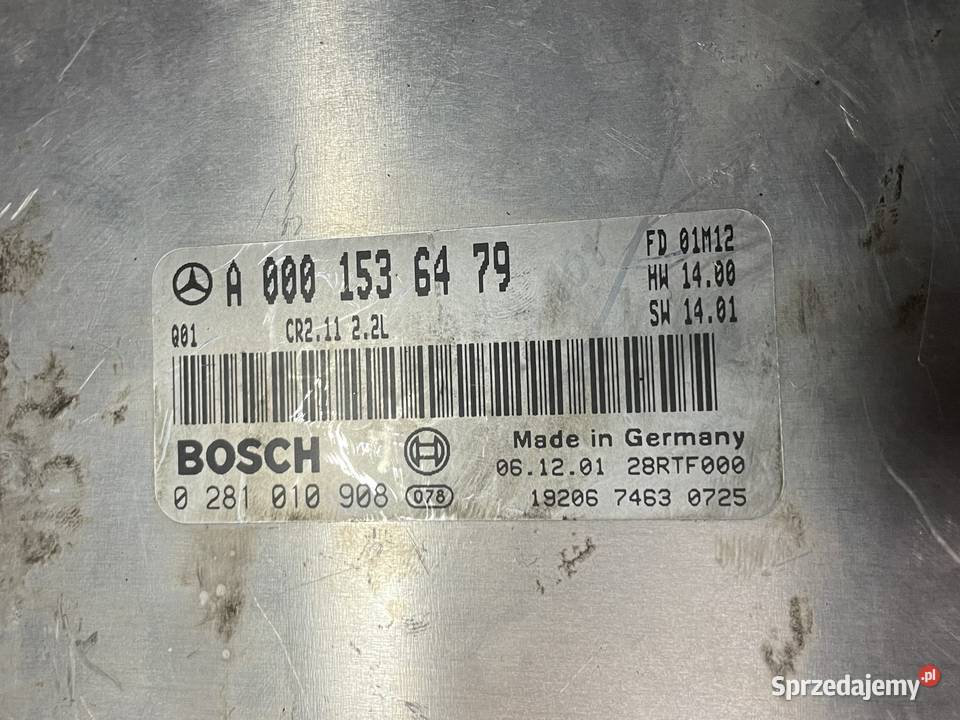 A 000 153 64 79
FD 01M12
HW 14.00
SW 14.01
Q01 CR2.11 2.2L
BOSCH
Made in Germany
06.12.01 28RTF000
0 281 010 908 078
19206 7463 0725
Sprzedajemy.pl